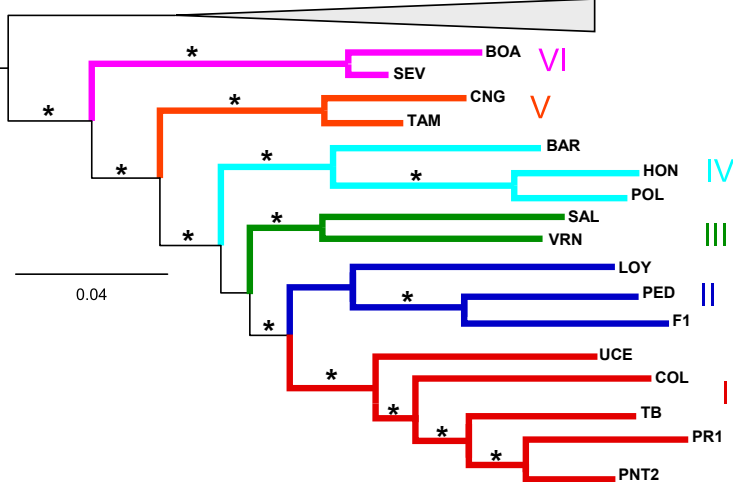 *
BOA
VI
SEV
*
*
CNG
V
TAM
*
*
BAR
*
HON
IV
POL
*
*
SAL
III
VRN
0.04
*
LOY
*
PED
II
F1
*
UCE
COL
I
*
TB
*
PR1
*
PNT2